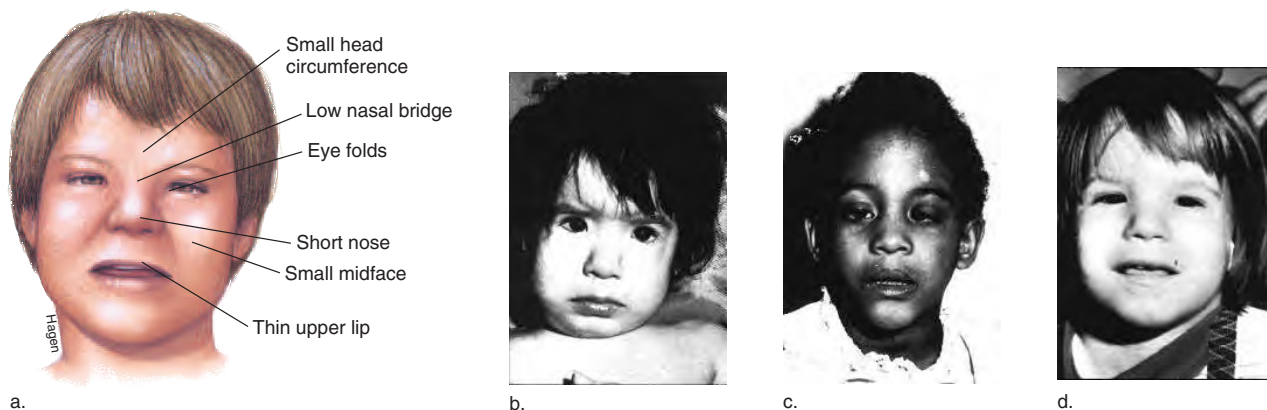 Small head
circumference
Low nasal bridge
Eye folds
Short nose
Small midface
Thin upper lip
Hagen
a.
b.
c.
d.